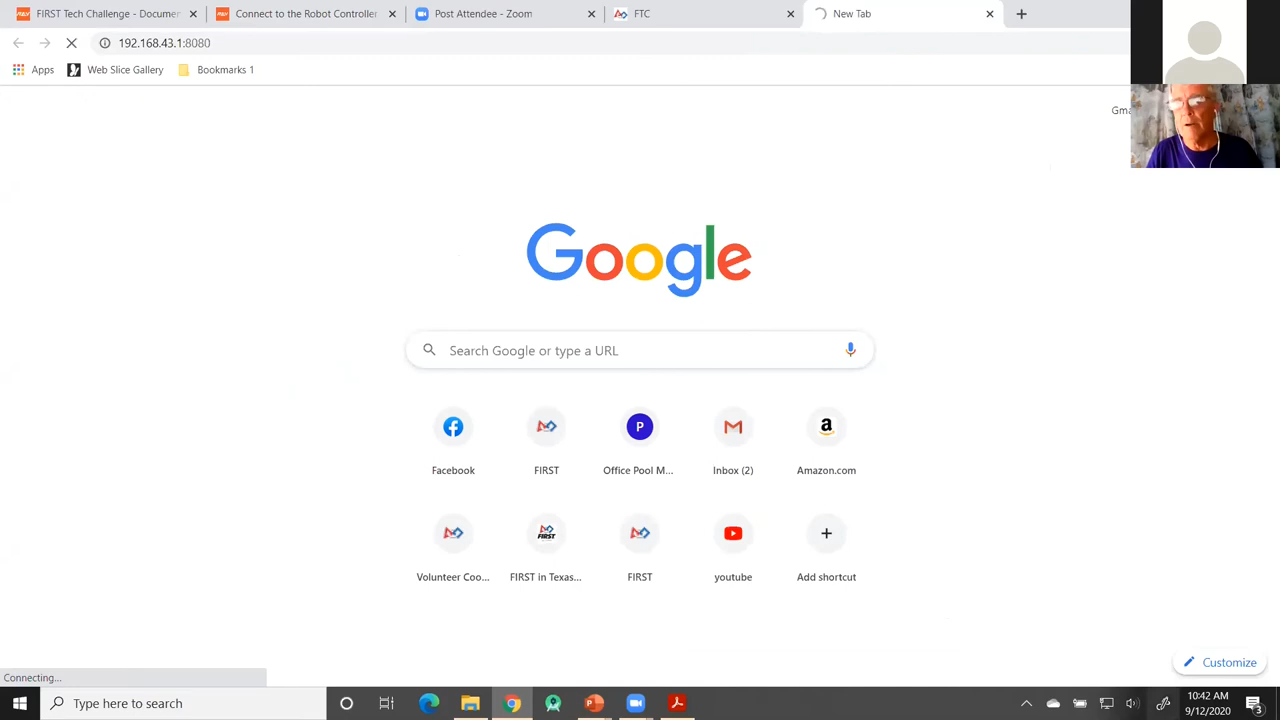 FIRST Tech Challenge - Documen
Connect to the Robot Controller
Post Attendee - Zoom
FTC
New Tab
192.168.43.1:8080
Apps
Web Slice Gallery
Bookmarks 1
Gma
Google
Search Google or type a URL
P
a
Facebook
FIRST
Office Pool M...
Inbox (2)
Amazon.com
FIRST
Volunteer Coo...
FIRST in Texas...
FIRST
youtube
Add shortcut
Customize
Connecting...
Type here to search
10:42 AM
9/12/2020
3